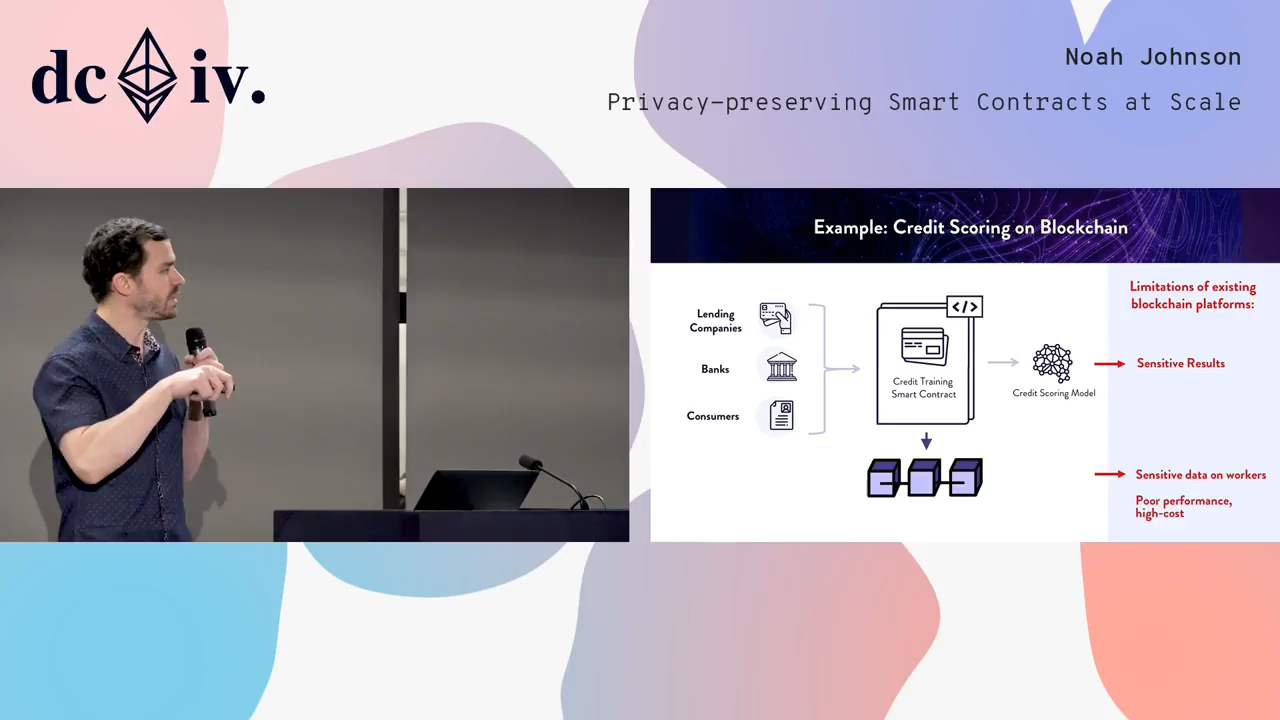 dc iv.
Noah Johnson
Privacy-preserving Smart Contracts at Scale
Example: Credit Scoring on Blockchain
Lending
Companies
Banks
Consumers
</>
Credit Training
Smart Contract
Credit Scoring Model
Limitations of existing
blockchain platforms:
Sensitive Results
Sensitive data on workers
Poor performance,
high-cost